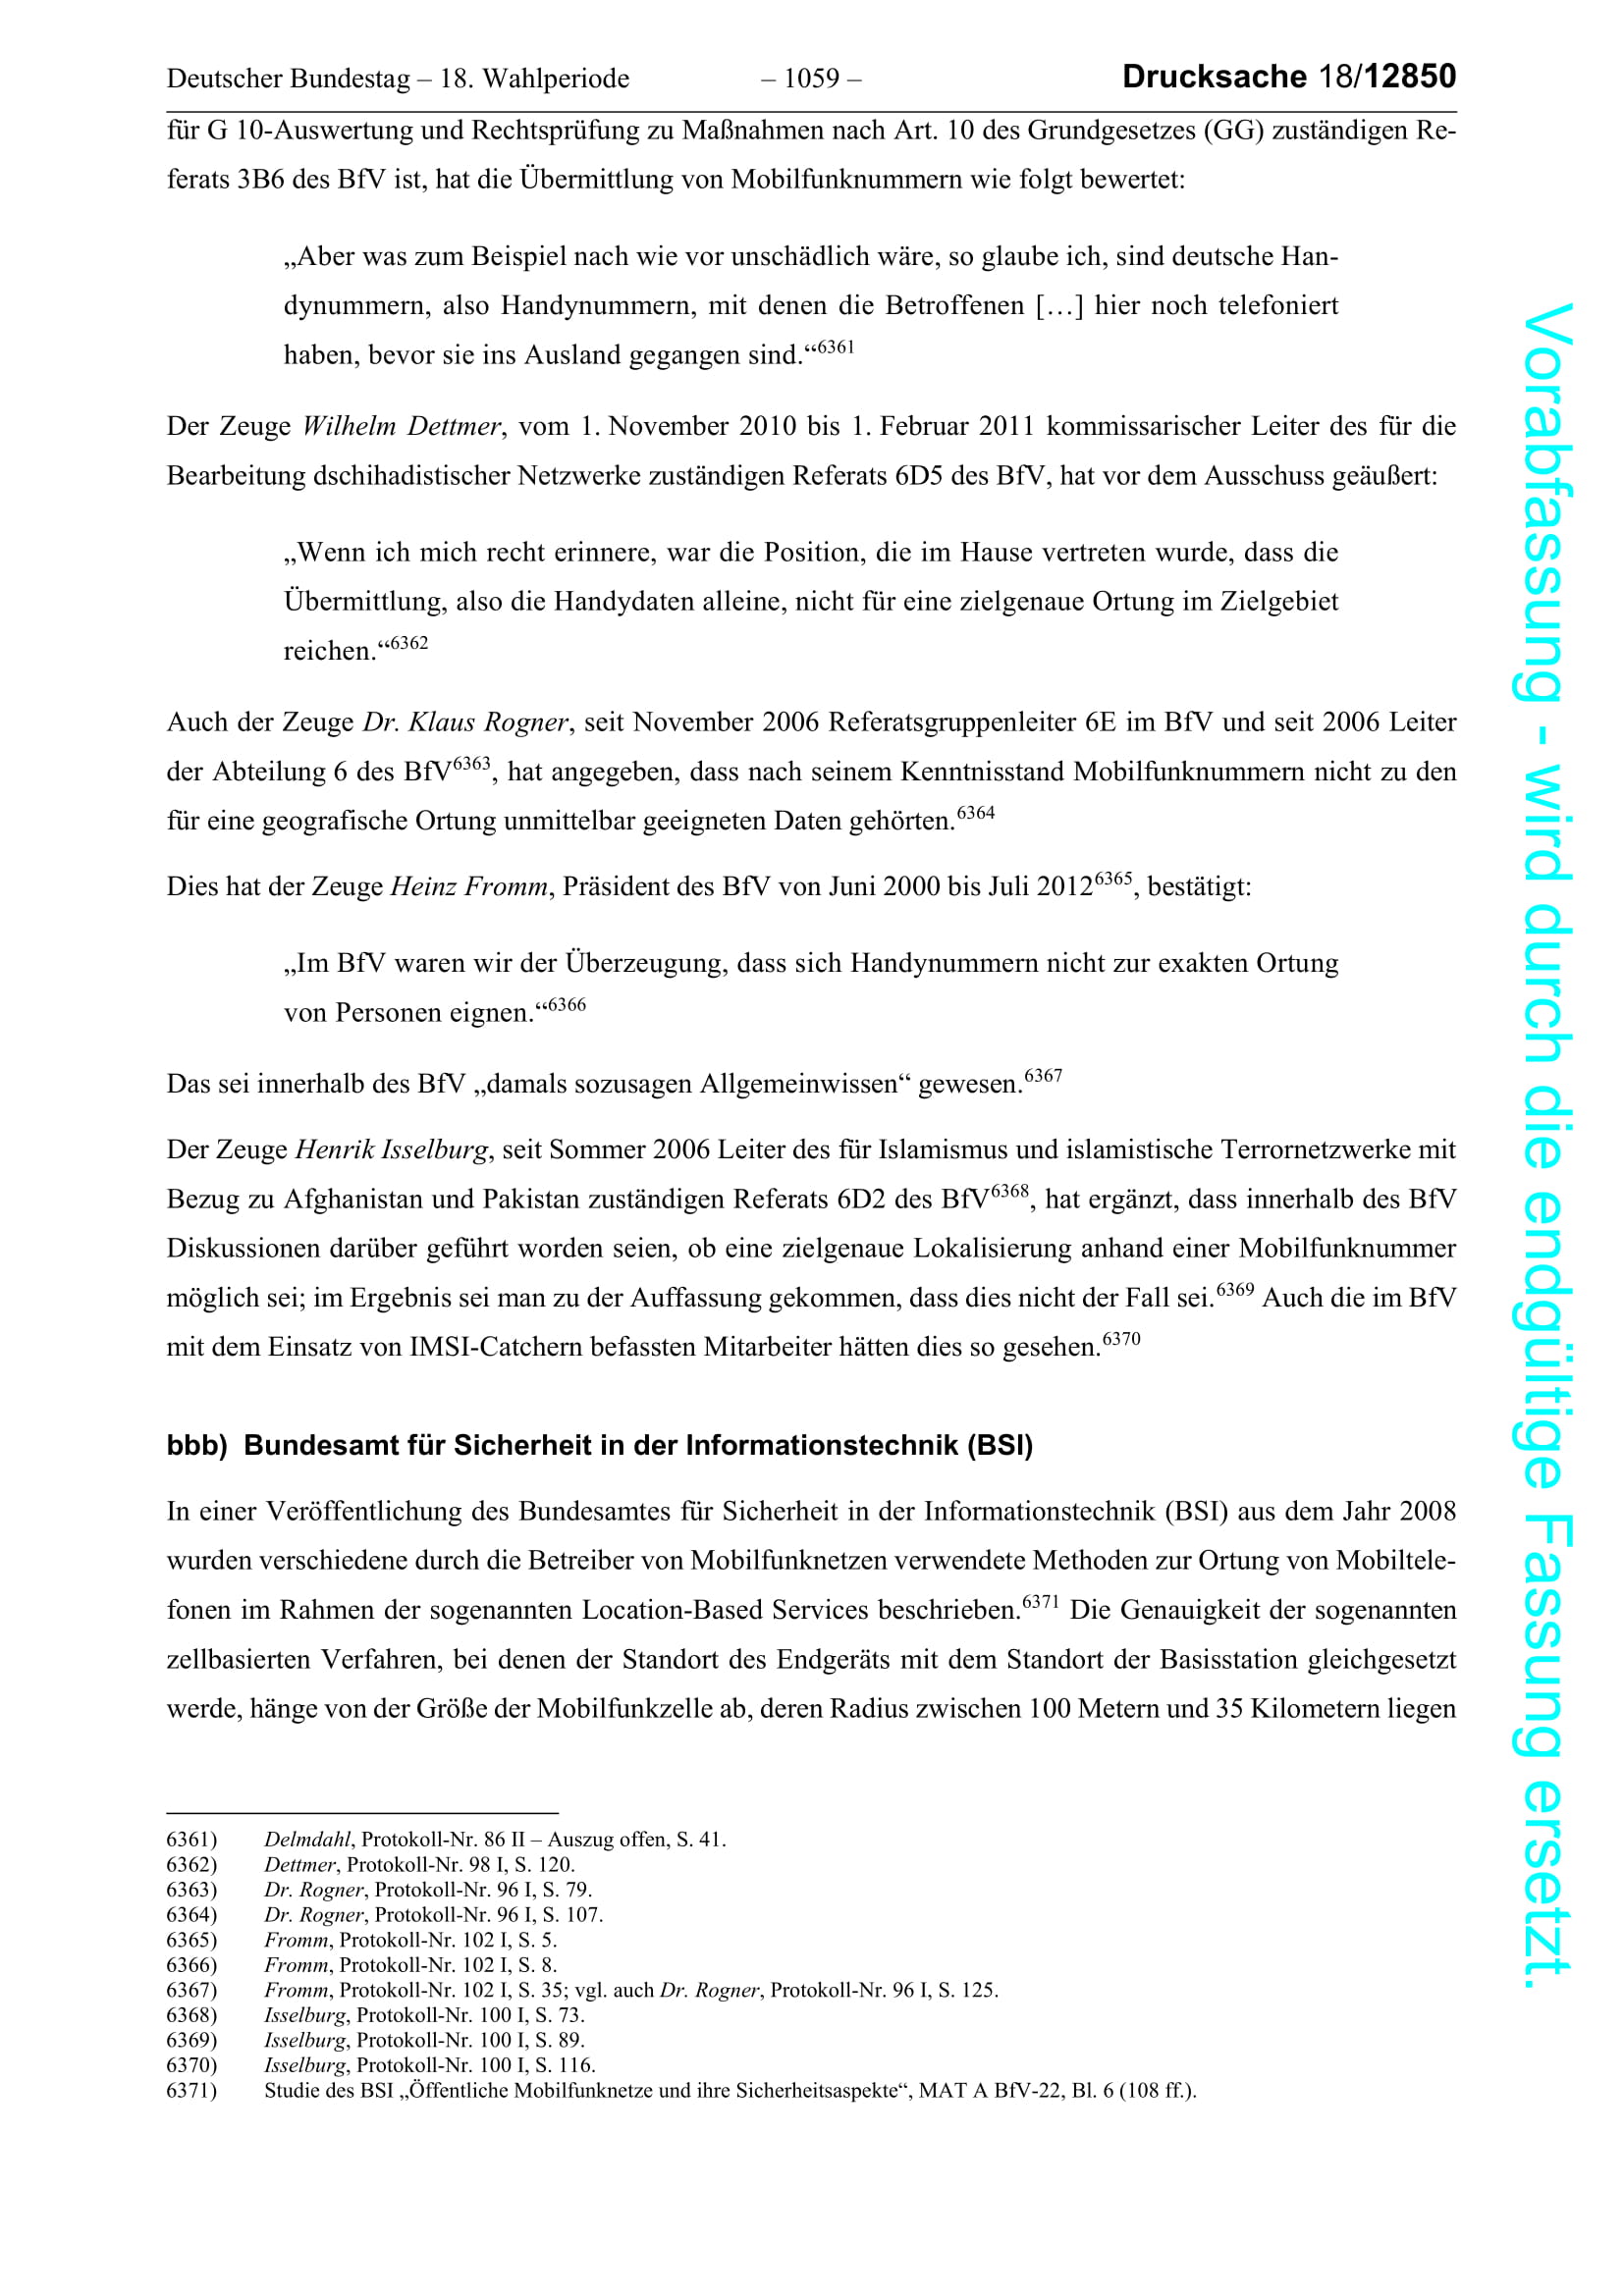 Deutscher Bundestag – 18. Wahlperiode – 1059 – Drucksache 18/12850
für G 10-Auswertung und Rechtsprüfung zu Maßnahmen nach Art. 10 des Grundgesetzes (GG) zuständigen Re-
ferats 3B6 des BfV ist, hat die Übermittlung von Mobilfunknummern wie folgt bewertet:
„Aber was zum Beispiel nach wie vor unschädlich wäre, so glaube ich, sind deutsche Han-
dynummern, also Handynummern, mit denen die Betroffenen […] hier noch telefoniert
haben, bevor sie ins Ausland gegangen sind.“6361
Der Zeuge Wilhelm Dettmer, vom 1. November 2010 bis 1. Februar 2011 kommissarischer Leiter des für die
Bearbeitung dschihadistischer Netzwerke zuständigen Referats 6D5 des BfV, hat vor dem Ausschuss geäußert:
„Wenn ich mich recht erinnere, war die Position, die im Hause vertreten wurde, dass die
Übermittlung, also die Handydaten alleine, nicht für eine zielgenaue Ortung im Zielgebiet
reichen.“6362
Auch der Zeuge Dr. Klaus Rogner, seit November 2006 Referatsgruppenleiter 6E im BfV und seit 2006 Leiter
der Abteilung 6 des BfV6363, hat angegeben, dass nach seinem Kenntnisstand Mobilfunknummern nicht zu den
für eine geografische Ortung unmittelbar geeigneten Daten gehörten.6364
Dies hat der Zeuge Heinz Fromm, Präsident des BfV von Juni 2000 bis Juli 20126365, bestätigt:
„Im BfV waren wir der Überzeugung, dass sich Handynummern nicht zur exakten Ortung
von Personen eignen.“6366
Das sei innerhalb des BfV „damals sozusagen Allgemeinwissen“ gewesen.6367
Der Zeuge Henrik Isselburg, seit Sommer 2006 Leiter des für Islamismus und islamistische Terrornetzwerke mit
Bezug zu Afghanistan und Pakistan zuständigen Referats 6D2 des BfV6368, hat ergänzt, dass innerhalb des BfV
Diskussionen darüber geführt worden seien, ob eine zielgenaue Lokalisierung anhand einer Mobilfunknummer
möglich sei; im Ergebnis sei man zu der Auffassung gekommen, dass dies nicht der Fall sei.6369 Auch die im BfV
mit dem Einsatz von IMSI-Catchern befassten Mitarbeiter hätten dies so gesehen.6370
bbb) Bundesamt für Sicherheit in der Informationstechnik (BSI)
In einer Veröffentlichung des Bundesamtes für Sicherheit in der Informationstechnik (BSI) aus dem Jahr 2008
wurden verschiedene durch die Betreiber von Mobilfunknetzen verwendete Methoden zur Ortung von Mobiltele-
fonen im Rahmen der sogenannten Location-Based Services beschrieben.6371 Die Genauigkeit der sogenannten
zellbasierten Verfahren, bei denen der Standort des Endgeräts mit dem Standort der Basisstation gleichgesetzt
werde, hänge von der Größe der Mobilfunkzelle ab, deren Radius zwischen 100 Metern und 35 Kilometern liegen
6361) Delmdahl, Protokoll-Nr. 86 II – Auszug offen, S. 41.
6362) Dettmer, Protokoll-Nr. 98 I, S. 120.
6363) Dr. Rogner, Protokoll-Nr. 96 I, S. 79.
6364) Dr. Rogner, Protokoll-Nr. 96 I, S. 107.
6365) Fromm, Protokoll-Nr. 102 I, S. 5.
6366) Fromm, Protokoll-Nr. 102 I, S. 8.
6367) Fromm, Protokoll-Nr. 102 I, S. 35; vgl. auch Dr. Rogner, Protokoll-Nr. 96 I, S. 125.
6368) Isselburg, Protokoll-Nr. 100 I, S. 73.
6369) Isselburg, Protokoll-Nr. 100 I, S. 89.
6370) Isselburg, Protokoll-Nr. 100 I, S. 116.
6371) Studie des BSI „Öffentliche Mobilfunknetze und ihre Sicherheitsaspekte“, MAT A BfV-22, Bl. 6 (108 ff.).
Vorabfassung - wird durch die endgültige Fassung ersetzt.